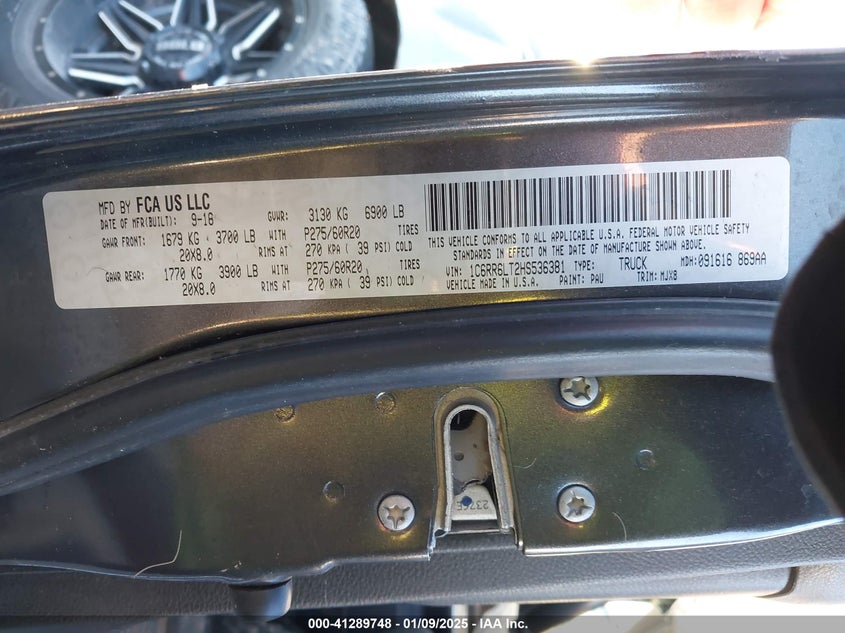 MFD BY FCA US LLC
DATE OF MFR(BUILT): 9-16 GVWR: 3130 KG 6900 LB
GAWR FRONT: 1679 KG 3700 LB WITH P275/60R20 TIRES
20X8.0 RIMS AT 270 KPA ( 39 PSI) COLD
GAWR REAR: 1770 KG 3900 LB WITH P275/60R20 TIRES
20X8.0 RIMS AT 270 KPA ( 39 PSI) COLD
THIS VEHICLE CONFORMS TO ALL APPLICABLE U.S.A. FEDERAL MOTOR VEHICLE SAFETY
STANDARDS IN EFFECT ON THE DATE OF MANUFACTURE SHOWN ABOVE.
VIN: 1C6RR6LT2HS536381 TYPE: TRUCK MDH: 091616 869AA
VEHICLE MADE IN U.S.A. PAINT: PAU TRIM: MJX8
000-41289748 - 01/09/2025 - IAA Inc.